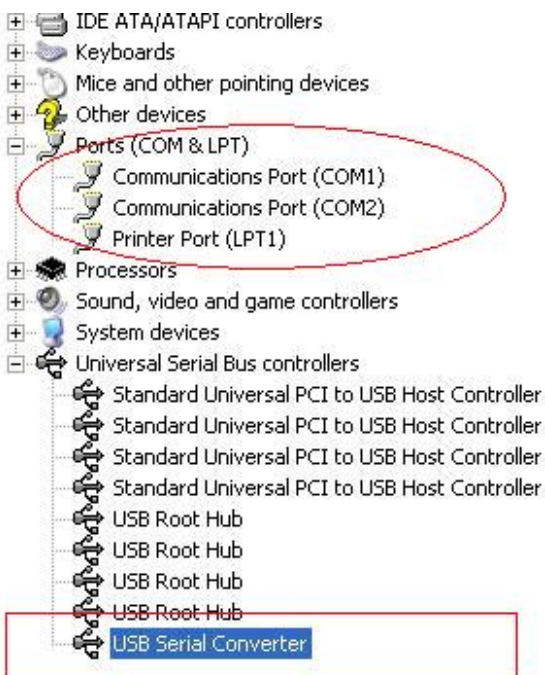 IDE ATA/ATAPI controllers
Keyboards
Mice and other pointing devices
Other devices
Ports (COM & LPT)
Communications Port (COM1)
Communications Port (COM2)
Printer Port (LPT1)
Processors
Sound, video and game controllers
System devices
Universal Serial Bus controllers
Standard Universal PCI to USB Host Controller
Standard Universal PCI to USB Host Controller
Standard Universal PCI to USB Host Controller
Standard Universal PCI to USB Host Controller
USB Root Hub
USB Root Hub
USB Root Hub
USB Root Hub
USB Serial Converter